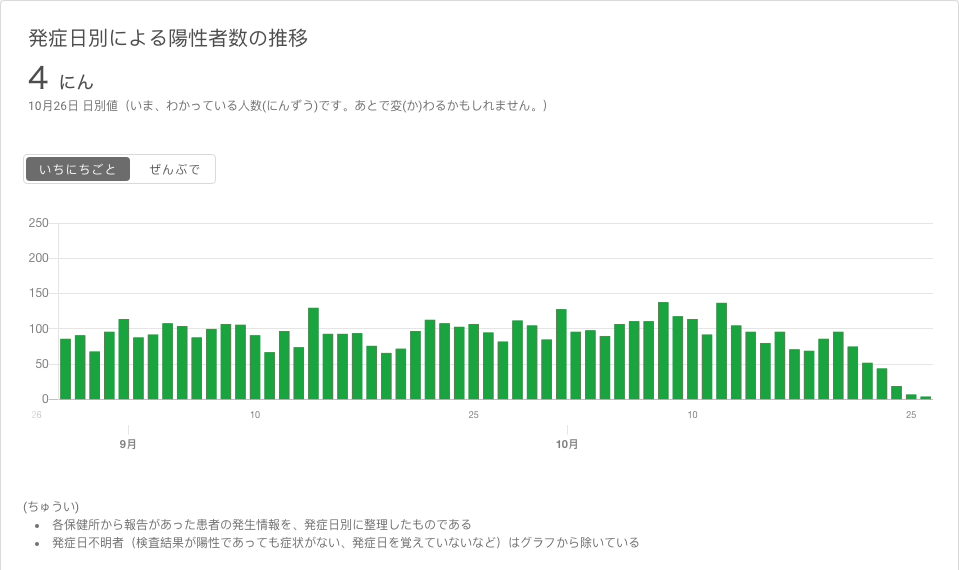 発症日別による陽性者数の推移
4 にん
10月26日 日別値（いま、わかっている人数(にんずう)です。あとで変(か)わるかもしれません。）
いちにちごと ぜんぶで
250
200
150
100
50
0
26 10 25 10 25
9月 10月
(ちゅうい)
• 各保健所から報告があった患者の発生情報を、発症日別に整理したものである
• 発症日不明者（検査結果が陽性であっても症状がない、発症日を覚えていないなど）はグラフから除いている